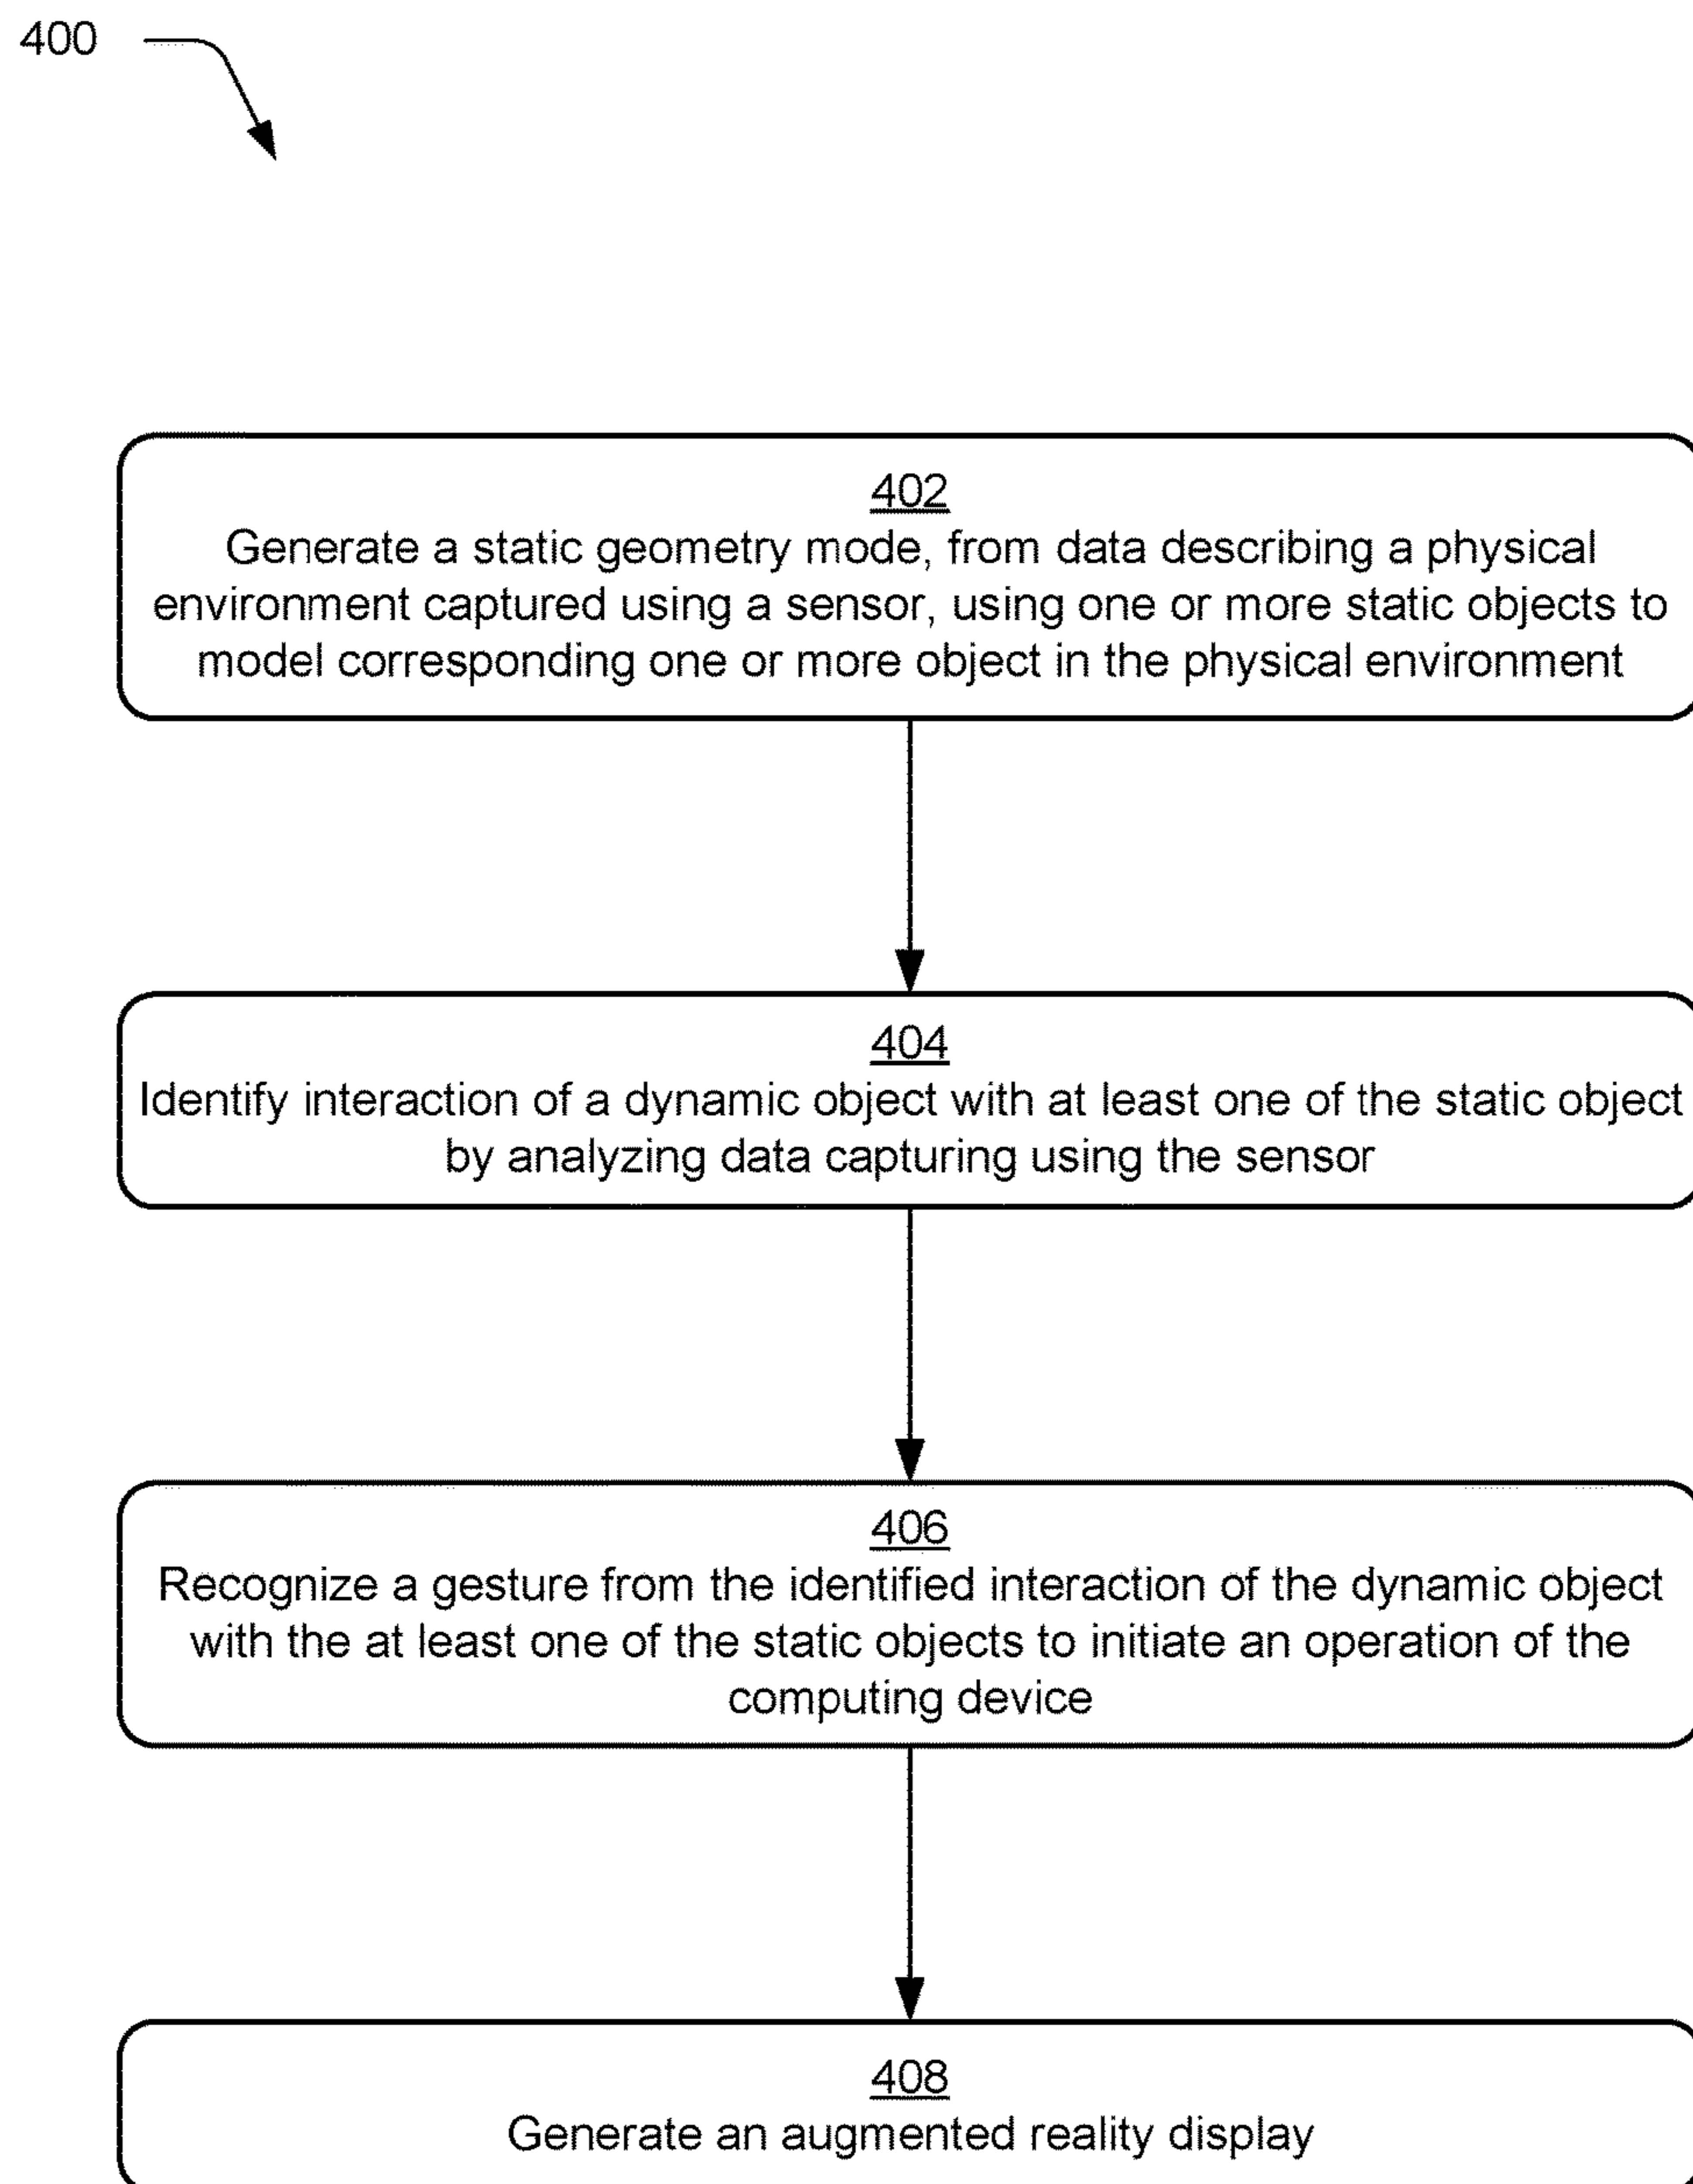 400
402
Generate a static geometry mode, from data describing a physical
environment captured using a sensor, using one or more static objects to
model corresponding one or more object in the physical environment
404
Identify interaction of a dynamic object with at least one of the static object
by analyzing data capturing using the sensor
406
Recognize a gesture from the identified interaction of the dynamic object
with the at least one of the static objects to initiate an operation of the
computing device
408
Generate an augmented reality display